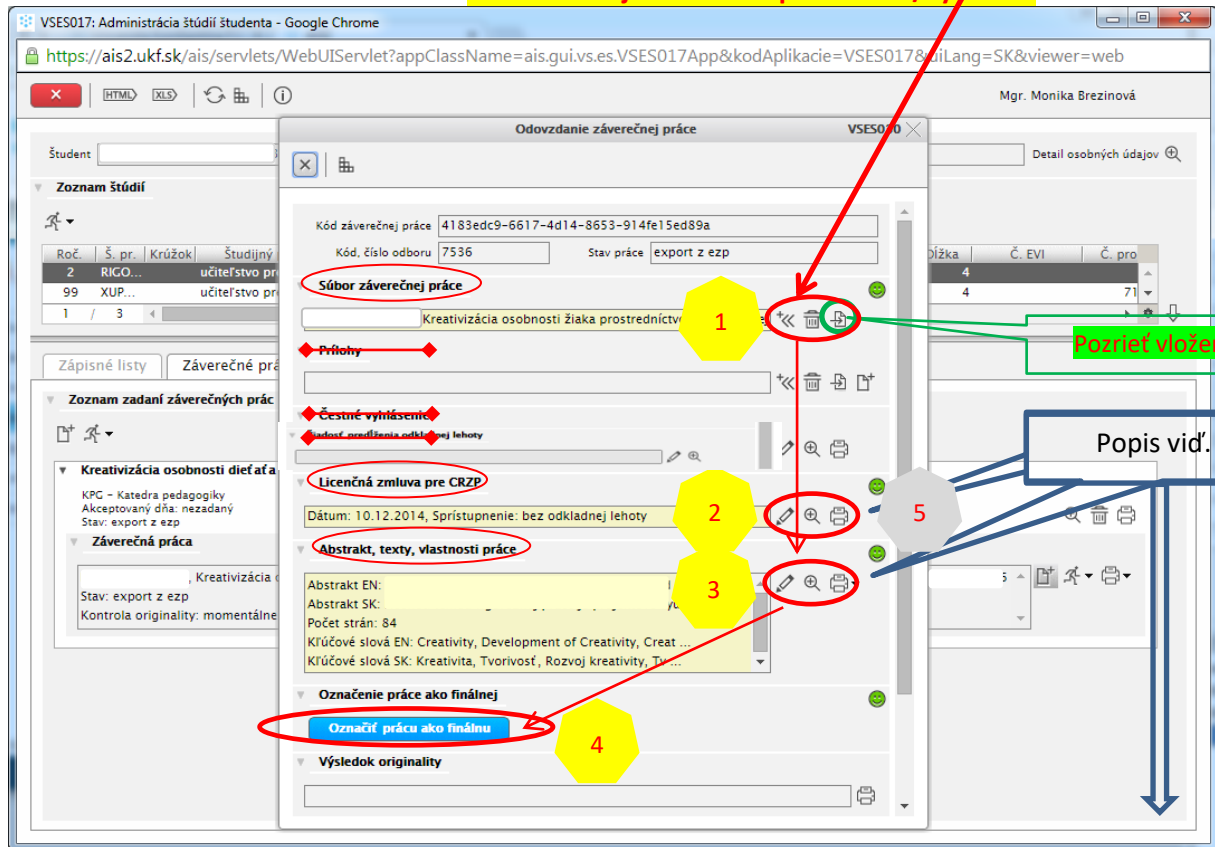 VSES017: Administrácia štúdií študenta - Google Chrome
https://ais2.ukf.sk/ais/servlets/WebUIServlet?appClassName=ais.gui.vs.es.VSES017App&kodAplikacie=VSES017&uiLang=SK&viewer=web
HTML XLS Mgr. Monika Brezinová
Odovzdanie záverečnej práce
Študent Detail osobných údajov
Zoznam štúdií
Roč. Š. pr. Krúžok Študijný Dĺžka Č. EVI Č. pro
2 RIGO... učiteľstvo pre 4
99 XUP... učiteľstvo pre 4 71
1 / 3
Kód záverečnej práce 4183edc9-6617-4d14-8653-914fe15ed89a
Kód, číslo odboru 7536 Stav práce export z ezp
Súbor záverečnej práce
Kreativizácia osobnosti žiaka
1
Pozrieť
Prílohy
Zápisné listy
Zoznam zadaní záverečných prác
Kreativizácia osobnosti dieťaťa a
KPG - Katedra pedagogiky
Akceptovaný dňa: nezadaný
Stav: export z ezp
Záverečná práca
, Kreativizácia
Stav: export z ezp
Kontrola originality:
Čestné vyhlásenie
predĺženia odkladnej lehoty
Popis viď.
Licenčná zmluva pre CRZP
Dátum: 10.12.2014, Sprístupnenie: bez odkladnej lehoty
2
5
Abstrakt, texty, vlastnosti práce
Abstrakt EN:
Abstrakt SK:
Počet strán: 84
Kľúčové slová EN: Creativity, Development of Creativity, Creat ...
Kľúčové slová SK: Kreativita, Tvorivosť, Rozvoj kreativity, Tv ...
3
Označenie práce ako finálnej
Označiť prácu ako finálnu
4
Výsledok originality